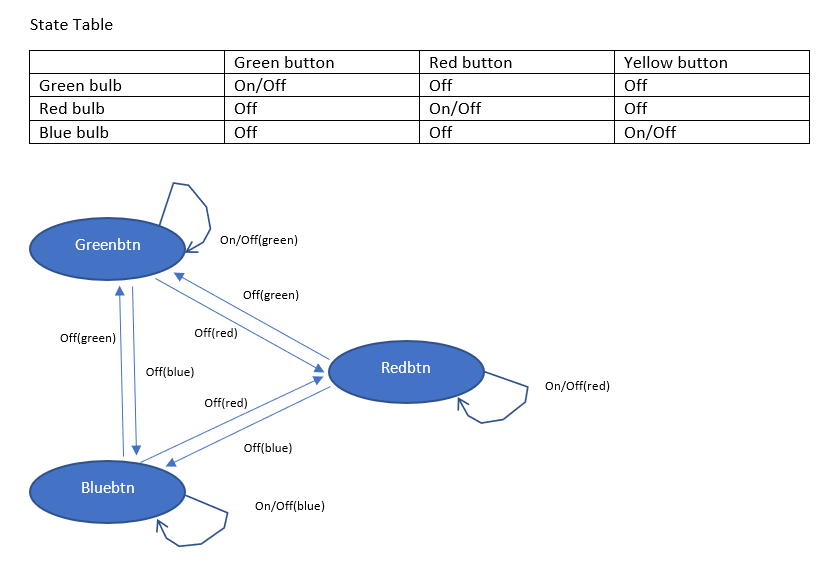 State Table
Green button Red button Yellow button
Green bulb On/Off Off Off
Red bulb Off On/Off Off
Blue bulb Off Off On/Off
Greenbtn
On/Off(green)
Off(green)
Off(red)
Off(green)
Off(blue)
Redbtn
On/Off(red)
Off(red)
Off(blue)
Bluebtn
On/Off(blue)